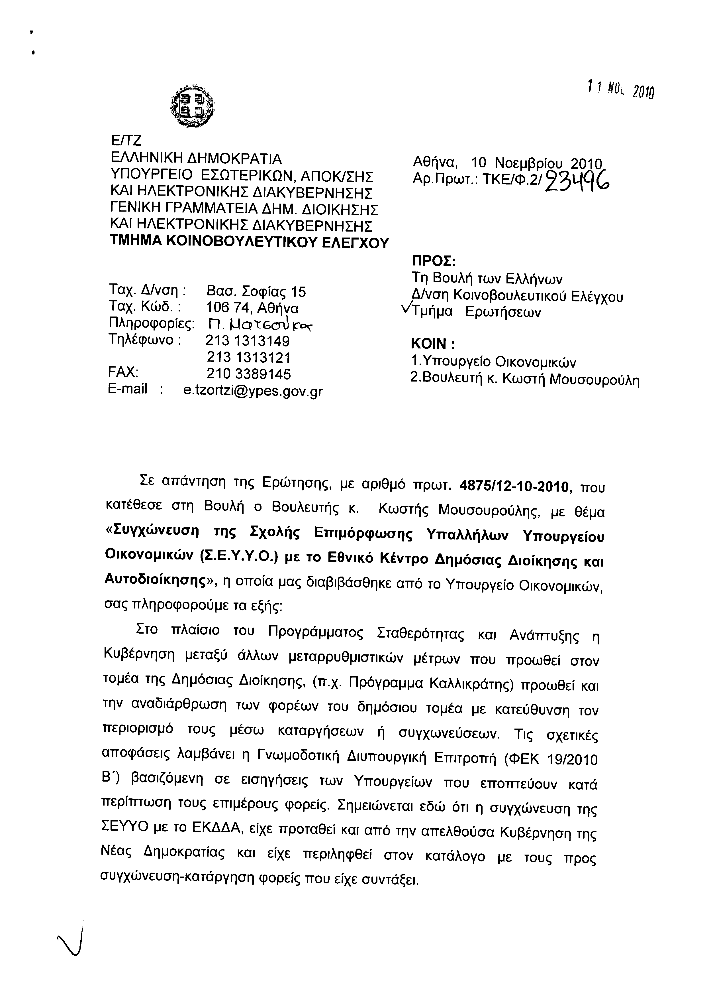 11 ΝΟΕ 2010
Ε/ΤΖ
ΕΛΛΗΝΙΚΗ ΔΗΜΟΚΡΑΤΙΑ
ΥΠΟΥΡΓΕΙΟ ΕΣΩΤΕΡΙΚΩΝ, ΑΠΟΚ/ΣΗΣ
ΚΑΙ ΗΛΕΚΤΡΟΝΙΚΗΣ ΔΙΑΚΥΒΕΡΝΗΣΗΣ
ΓΕΝΙΚΗ ΓΡΑΜΜΑΤΕΙΑ ΔΗΜ. ΔΙΟΙΚΗΣΗΣ
ΚΑΙ ΗΛΕΚΤΡΟΝΙΚΗΣ ΔΙΑΚΥΒΕΡΝΗΣΗΣ
ΤΜΗΜΑ ΚΟΙΝΟΒΟΥΛΕΥΤΙΚΟΥ ΕΛΕΓΧΟΥ
Αθήνα, 10 Νοεμβρίου 2010
Αρ.Πρωτ.: ΤΚΕ/Φ.2/ 23496
Ταχ. Δ/νση : Βασ. Σοφίας 15
Ταχ. Κώδ. : 106 74, Αθήνα
Πληροφορίες: Π. Ματσούκας
Τηλέφωνο : 213 1313149
213 1313121
FAX: 210 3389145
E-mail : e.tzortzi@ypes.gov.gr
ΠΡΟΣ:
Τη Βουλή των Ελλήνων
Δ/νση Κοινοβουλευτικού Ελέγχου
Τμήμα Ερωτήσεων
ΚΟΙΝ :
1.Υπουργείο Οικονομικών
2.Βουλευτή κ. Κωστή Μουσουρούλη
Σε απάντηση της Ερώτησης, με αριθμό πρωτ. 4875/12-10-2010, που
κατέθεσε στη Βουλή ο Βουλευτής κ. Κωστής Μουσουρούλης, με θέμα
«Συγχώνευση της Σχολής Επιμόρφωσης Υπαλλήλων Υπουργείου
Οικονομικών (Σ.Ε.Υ.Υ.Ο.) με το Εθνικό Κέντρο Δημόσιας Διοίκησης και
Αυτοδιοίκησης», η οποία μας διαβιβάσθηκε από το Υπουργείο Οικονομικών,
σας πληροφορούμε τα εξής:
Στο πλαίσιο του Προγράμματος Σταθερότητας και Ανάπτυξης η
Κυβέρνηση μεταξύ άλλων μεταρρυθμιστικών μέτρων που προωθεί στον
τομέα της Δημόσιας Διοίκησης, (π.χ. Πρόγραμμα Καλλικράτης) προωθεί και
την αναδιάρθρωση των φορέων του δημόσιου τομέα με κατεύθυνση τον
περιορισμό τους μέσω καταργήσεων ή συγχωνεύσεων. Τις σχετικές
αποφάσεις λαμβάνει η Γνωμοδοτική Διυπουργική Επιτροπή (ΦΕΚ 19/2010
Β΄) βασιζόμενη σε εισηγήσεις των Υπουργείων που εποπτεύουν κατά
περίπτωση τους επιμέρους φορείς. Σημειώνεται εδώ ότι η συγχώνευση της
ΣΕΥΥΟ με το ΕΚΔΔΑ, είχε προταθεί και από την απελθούσα Κυβέρνηση της
Νέας Δημοκρατίας και είχε περιληφθεί στον κατάλογο με τους προς
συγχώνευση-κατάργηση φορείς που είχε συντάξει.